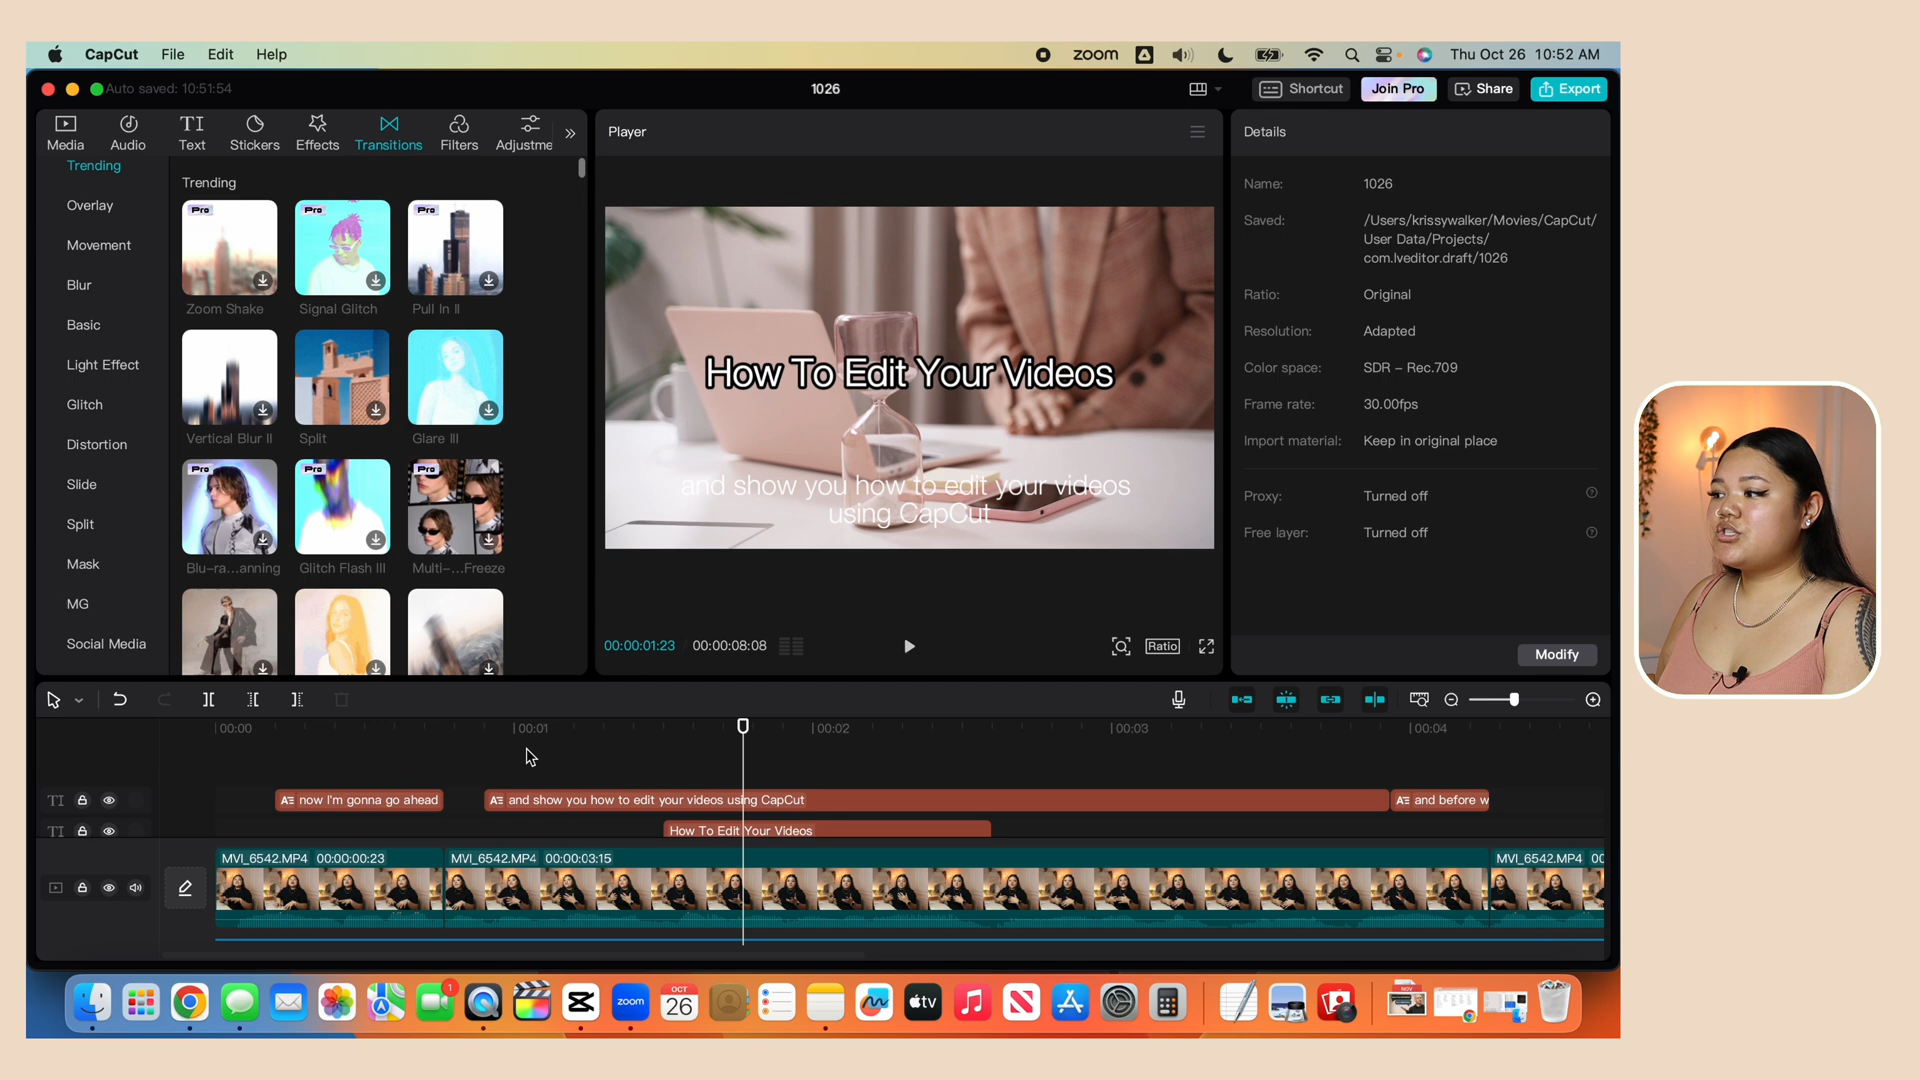 CapCut File Edit Help
zoom
Thu Oct 26 10:52 AM
Auto saved: 10:51:54
1026
Shortcut
Join Pro
Share
Export
Media
Audio
TI
Text
Stickers
Effects
Transitions
Filters
Adjustme
Trending
Overlay
Movement
Blur
Basic
Light Effect
Glitch
Distortion
Slide
Split
Mask
MG
Social Media
Trending
Pro
Pro
Pro
Zoom Shake
Signal Glitch
Pull In II
Vertical Blur II
Split
Glare III
Pro
Pro
Pro
Blu-ra...anning
Glitch Flash III
Multi-...Freeze
Player
How To Edit Your Videos
and show you how to edit your videos
using CapCut
00:00:01:23
00:00:08:08
Ratio
Details
Name: 1026
Saved: /Users/krissywalker/Movies/CapCut/
User Data/Projects/
com.lveditor.draft/1026
Ratio: Original
Resolution: Adapted
Color space: SDR – Rec.709
Frame rate: 30.00fps
Import material: Keep in original place
Proxy: Turned off
Free layer: Turned off
Modify
00:00
00:01
00:02
00:03
00:04
TI
now I'm gonna go ahead
and show you how to edit your videos using CapCut
and before w
TI
How To Edit Your Videos
MVI_6542.MP4 00:00:00:23
MVI_6542.MP4 00:00:03:15
MVI_6542.MP4 00
1
zoom
OCT
26
tv
NOV